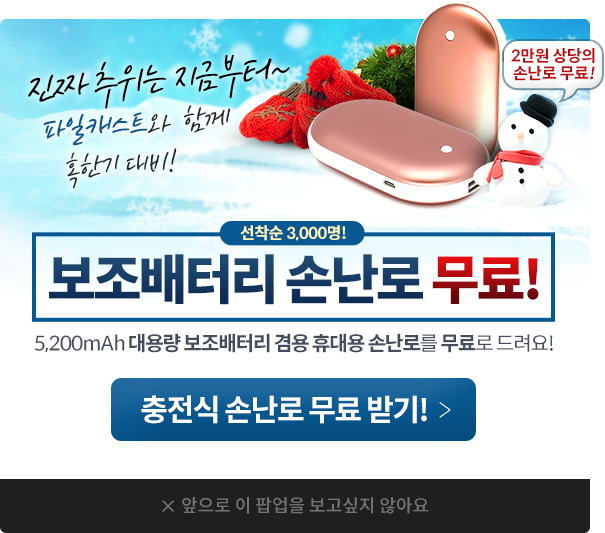 2만원 상당의
손난로 무료!
진짜 추위는 지금부터~
파일캐스트와 함께
혹한기 대비!
선착순 3,000명!
보조배터리 손난로 무료!
5,200mAh 대용량 보조배터리 겸용 휴대용 손난로를 무료로 드려요!
충전식 손난로 무료 받기! >
× 앞으로 이 팝업을 보고싶지 않아요